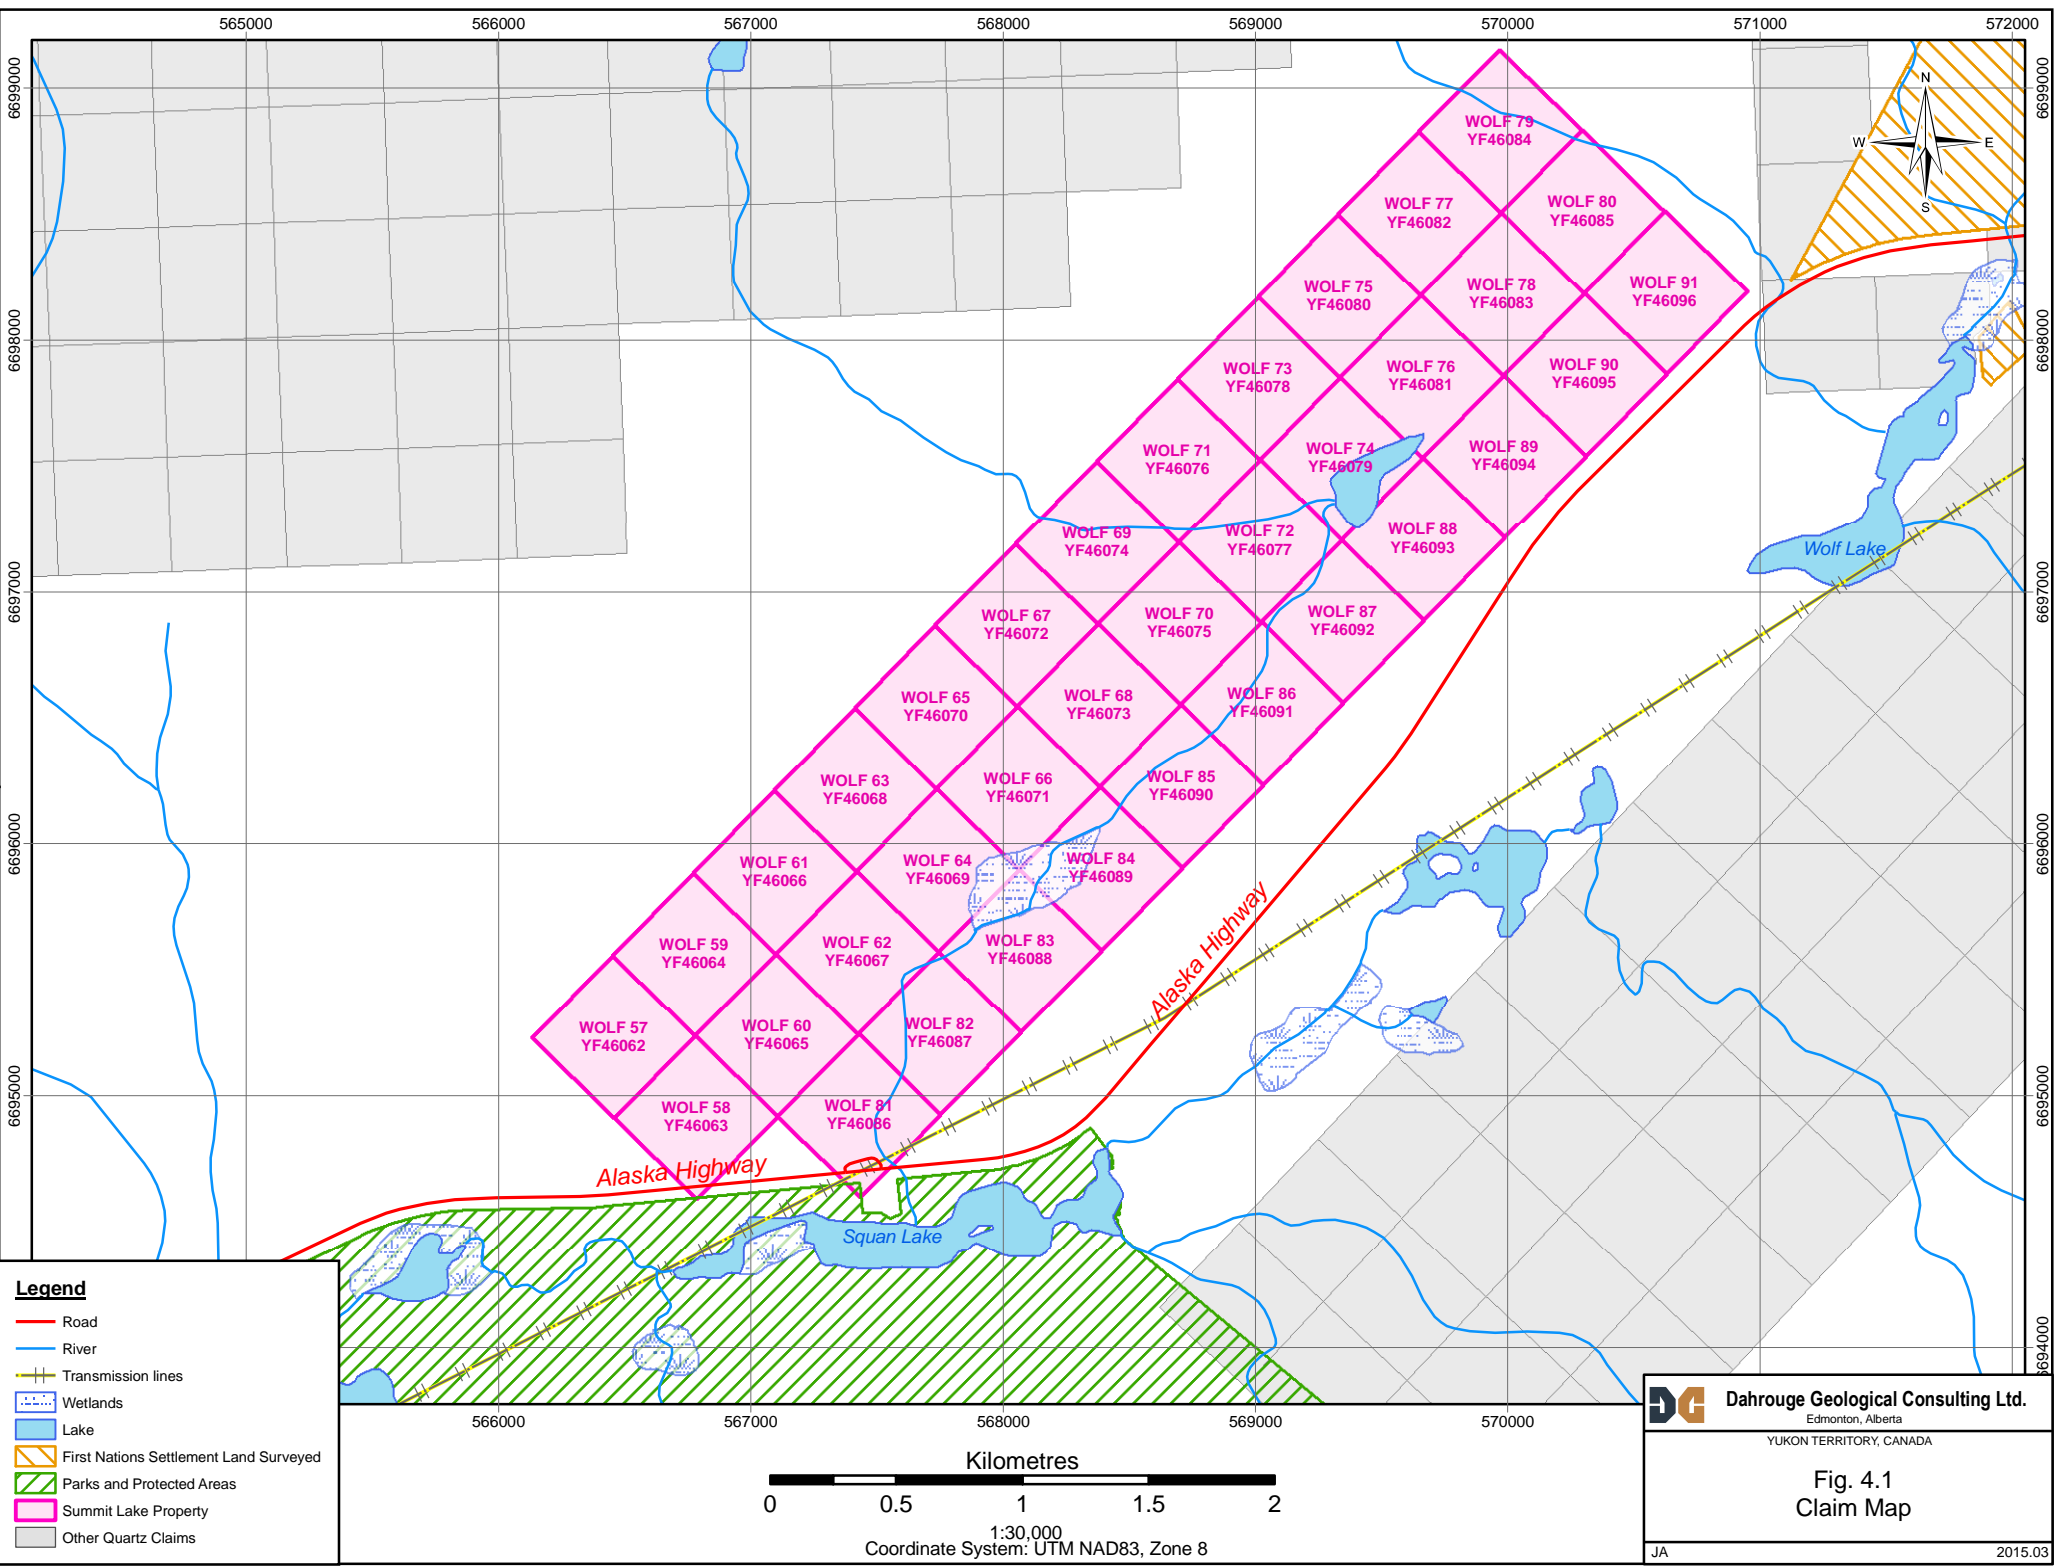 565000 566000 567000 568000 569000 570000 571000 572000
6699000
6699000
6698000
6698000
6697000
6697000
6696000
6696000
6695000
6695000
6694000
N
W E
S
WOLF 79
YF46084
WOLF 77
YF46082
WOLF 80
YF46085
WOLF 75
YF46080
WOLF 78
YF46083
WOLF 91
YF46096
WOLF 73
YF46078
WOLF 76
YF46081
WOLF 90
YF46095
WOLF 71
YF46076
WOLF 74
YF46079
WOLF 89
YF46094
WOLF 69
YF46074
WOLF 72
YF46077
WOLF 88
YF46093
WOLF 67
YF46072
WOLF 70
YF46075
WOLF 87
YF46092
WOLF 65
YF46070
WOLF 68
YF46073
WOLF 86
YF46091
WOLF 63
YF46068
WOLF 66
YF46071
WOLF 85
YF46090
WOLF 61
YF46066
WOLF 64
YF46069
WOLF 84
YF46089
WOLF 59
YF46064
WOLF 62
YF46067
WOLF 83
YF46088
WOLF 57
YF46062
WOLF 60
YF46065
WOLF 82
YF46087
WOLF 58
YF46063
WOLF 81
YF46086
Wolf Lake
Alaska Highway
Alaska Highway
Squan Lake
Legend
Road
River
Transmission lines
Wetlands
Lake
First Nations Settlement Land Surveyed
Parks and Protected Areas
Summit Lake Property
Other Quartz Claims
566000 567000 568000 569000 570000
Kilometres
0 0.5 1 1.5 2
1:30,000
Coordinate System: UTM NAD83, Zone 8
Dahrouge Geological Consulting Ltd.
Edmonton, Alberta
YUKON TERRITORY, CANADA
Fig. 4.1
Claim Map
JA 2015.03